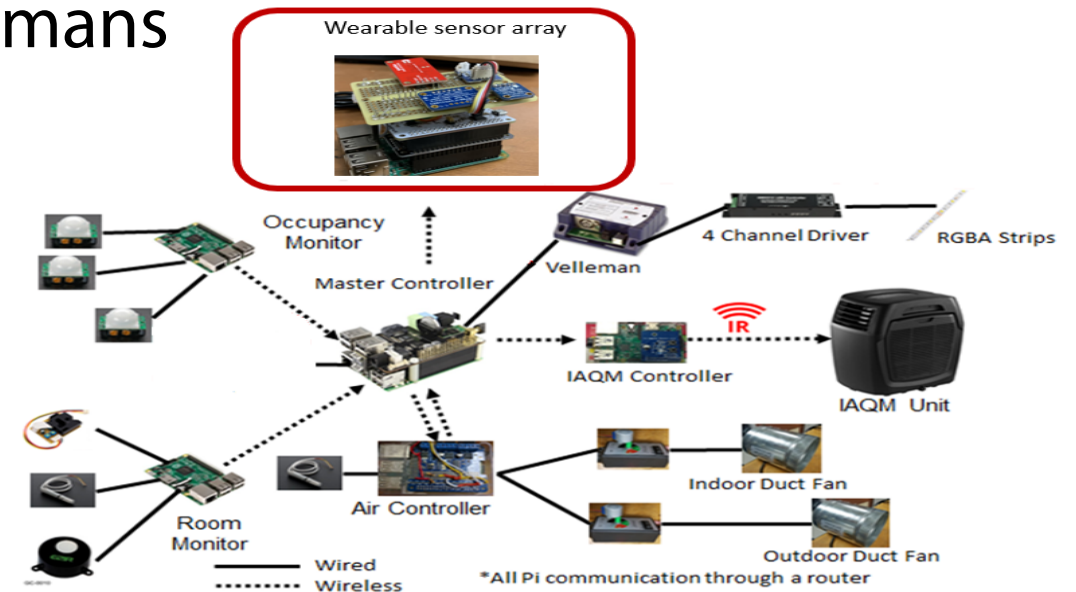 mans
Wearable sensor array
Occupancy
Monitor
Master Controller
Velleman
4 Channel Driver
RGBA Strips
IR
IAQM Controller
IAQM Unit
Indoor Duct Fan
Air Controller
Room
Monitor
Outdoor Duct Fan
Wired
Wireless
*All Pi communication through a router